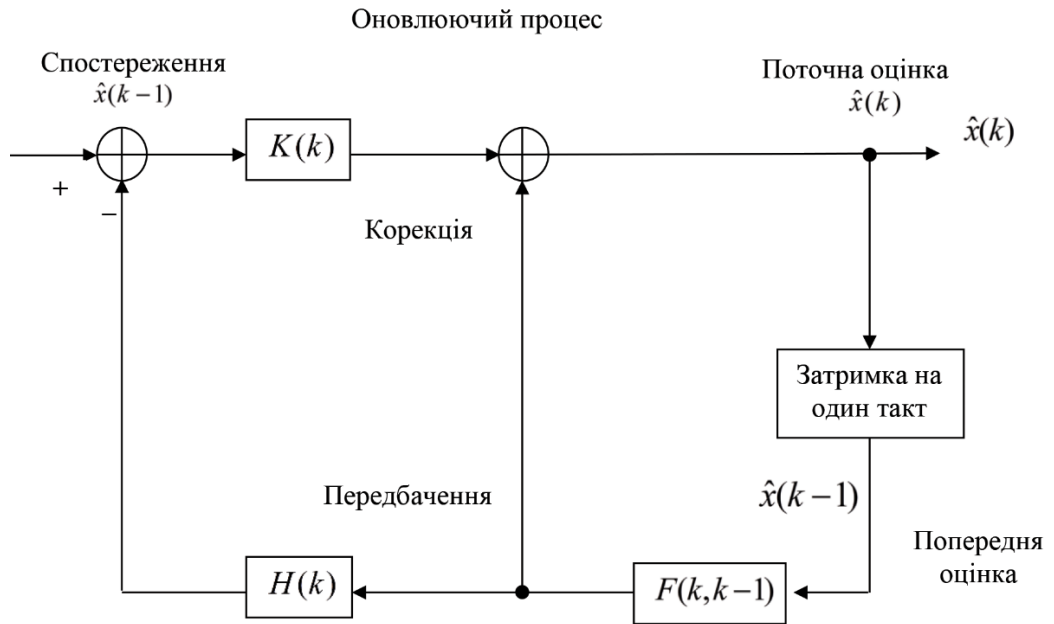 Оновлюючий процес
Спостереження
x̂(k−1)
Поточна оцінка
x̂(k)
x̂(k)
K(k)
+
−
Корекція
Затримка на
один такт
Передбачення
x̂(k−1)
Попередня
оцінка
H(k)
F(k,k−1)